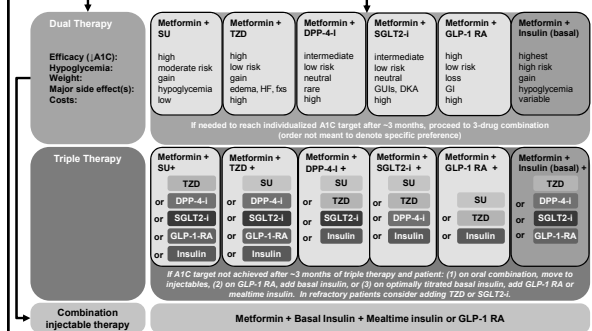 Dual Therapy
Efficacy (↓A1C):
Hypoglycemia:
Weight:
Major side effect(s):
Costs:
Metformin +
SU
high
moderate risk
gain
hypoglycemia
low
Metformin +
TZD
high
low risk
gain
edema, HF, fxs
low
Metformin +
DPP-4-I
intermediate
low risk
neutral
rare
high
Metformin +
SGLT2-i
intermediate
low risk
neutral
GUIs, DKA
high
Metformin +
GLP-1 RA
high
low risk
loss
GI
high
Metformin +
Insulin (basal)
highest
high risk
gain
hypoglycemia
variable
If needed to reach individualized A1C target after ~3 months, proceed to 3-drug combination
(order not meant to denote specific preference)
Triple Therapy
Metformin +
SU+
TZD
or DPP-4-i
or SGLT2-i
or GLP-1-RA
or Insulin
Metformin +
TZD +
SU
or DPP-4-i
or SGLT2-i
or GLP-1-RA
or Insulin
Metformin +
DPP-4-I +
SU
or TZD
or SGLT2-i
or Insulin
Metformin +
SGLT2-i +
SU
or TZD
or DPP-4-i
or Insulin
Metformin +
GLP-1 RA +
SU
or TZD
or Insulin
Metformin +
Insulin (basal) +
TZD
or DPP-4-i
or SGLT2-i
or GLP-1-RA
If A1C target not achieved after ~3 months of triple therapy and patient: (1) on oral combination, move to
injectables, (2) on GLP-1 RA, add basal insulin, or (3) on optimally titrated basal insulin, add GLP-1 RA or
mealtime insulin. In refractory patients consider adding TZD or SGLT2-i.
Combination
injectable therapy
Metformin + Basal Insulin + Mealtime insulin or GLP-1 RA